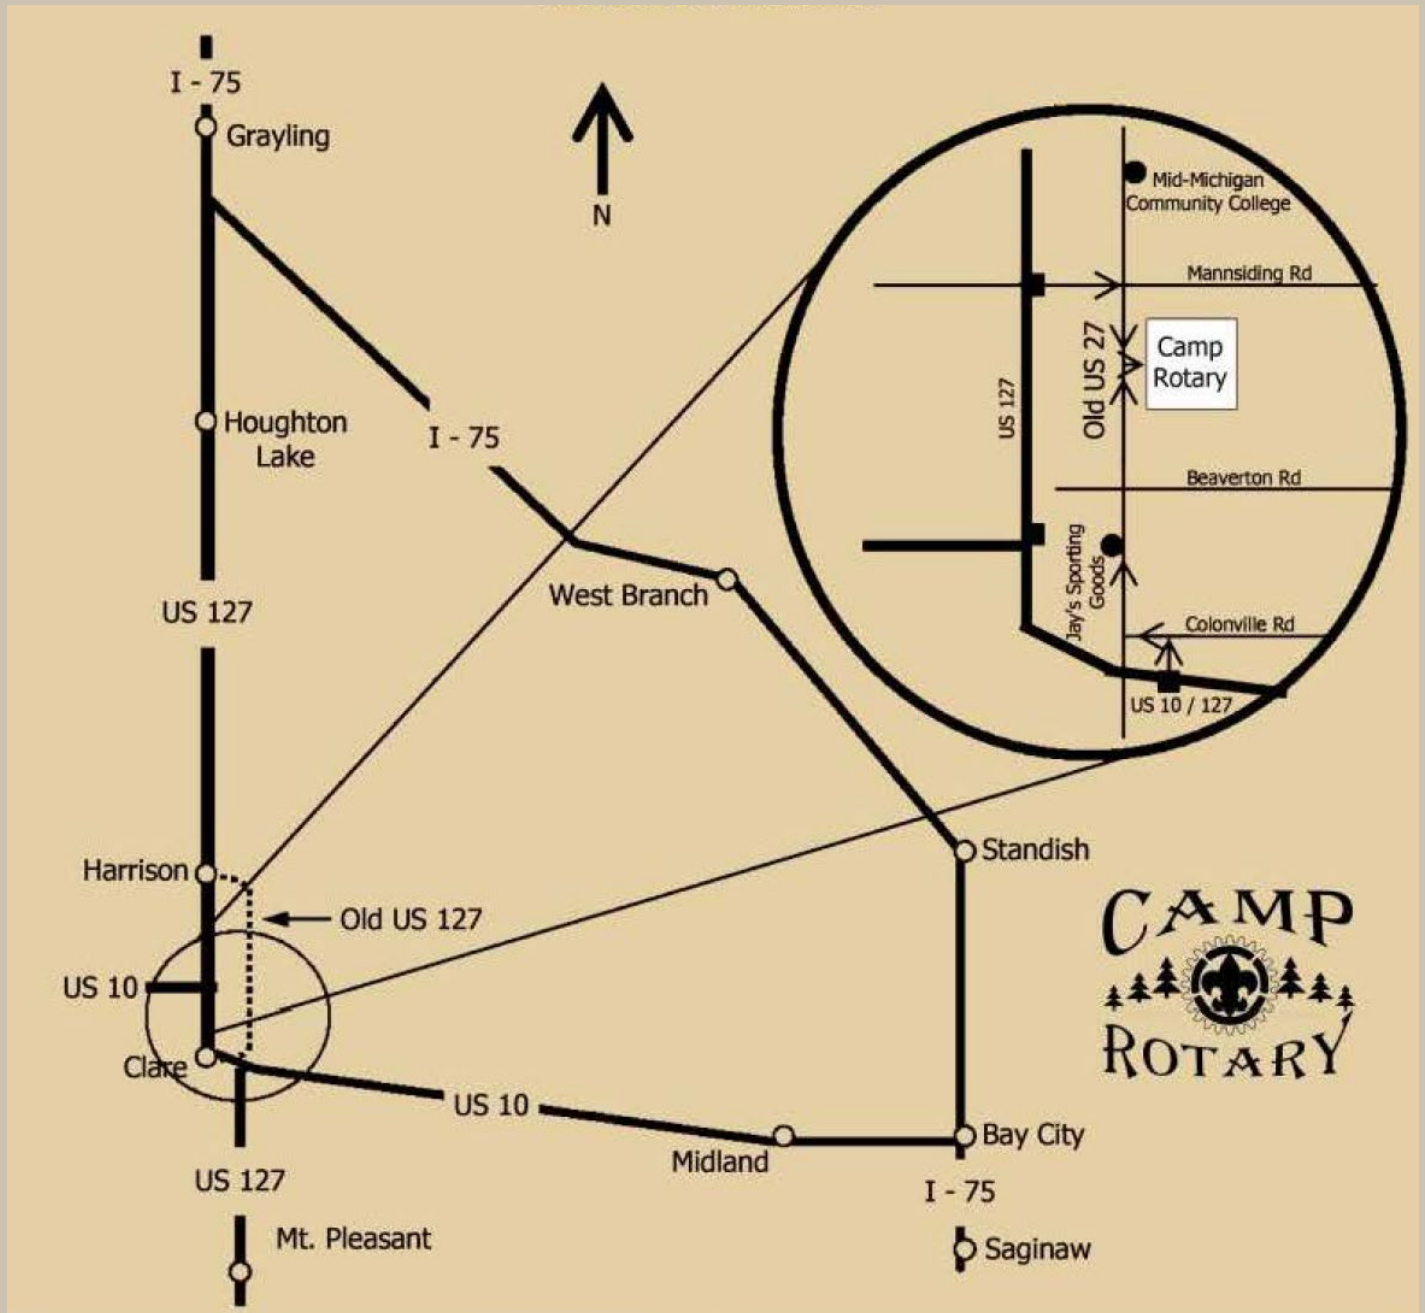 I - 75
Grayling
N
Mid-Michigan
Community College
Mannsiding Rd
Old US 27
Camp
Rotary
US 127
Houghton
Lake
I - 75
Beaverton Rd
Jay's Sporting
Goods
West Branch
US 127
Colonville Rd
US 10 / 127
Standish
Harrison
Old US 127
US 10
CAMP
ROTARY
Clare
US 10
Bay City
Midland
US 127
I - 75
Mt. Pleasant
Saginaw